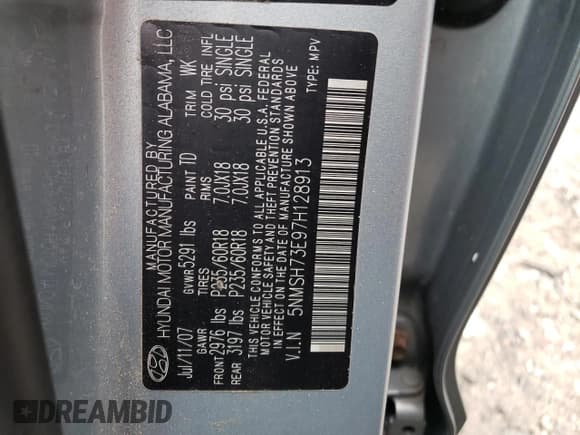 MANUFACTURED BY
HYUNDAI MOTOR MANUFACTURING ALABAMA, LLC
Jul/11/07 GVWR 5291 lbs PAINT 1D TRIM WK
GAWR TIRES RIMS COLD TIRE INFL
FRONT 2976 lbs P235/60R18 7.0JX18 30 psi SINGLE
REAR 3197 lbs P235/60R18 7.0JX18 30 psi SINGLE
THIS VEHICLE CONFORMS TO ALL APPLICABLE U.S.A. FEDERAL
MOTOR VEHICLE SAFETY AND THEFT PREVENTION STANDARDS
IN EFFECT ON THE DATE OF MANUFACTURE SHOWN ABOVE
V.I.N 5NMSH73E97H128913 TYPE: MPV
DREAMBID